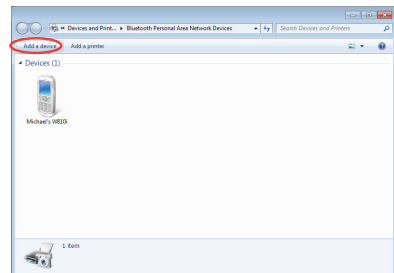 « Devices and Print... ▸ Bluetooth Personal Area Network Devices
Search Devices and Printers
Add a device
Add a printer
Devices (1)
Michael's W810i
1 item